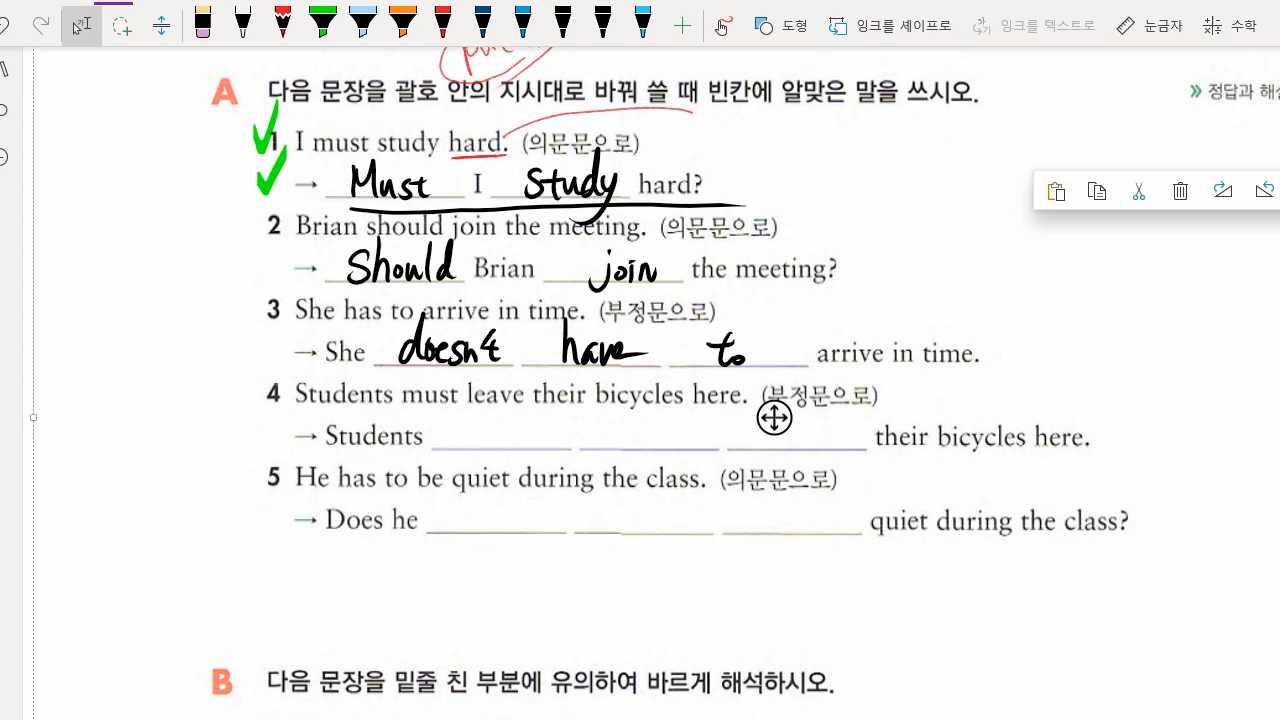 도형 잉크를 셰이프로 잉크를 텍스트로 눈금자 수학
A 다음 문장을 괄호 안의 지시대로 바꿔 쓸 때 빈칸에 알맞은 말을 쓰시오.
» 정답과 해설
1 I must study hard. (의문문으로)
→ Must I study hard?
2 Brian should join the meeting. (의문문으로)
→ Should Brian join the meeting?
3 She has to arrive in time. (부정문으로)
→ She doesn't have to arrive in time.
4 Students must leave their bicycles here. (부정문으로)
→ Students their bicycles here.
5 He has to be quiet during the class. (의문문으로)
→ Does he quiet during the class?
B 다음 문장을 밑줄 친 부분에 유의하여 바르게 해석하시오.